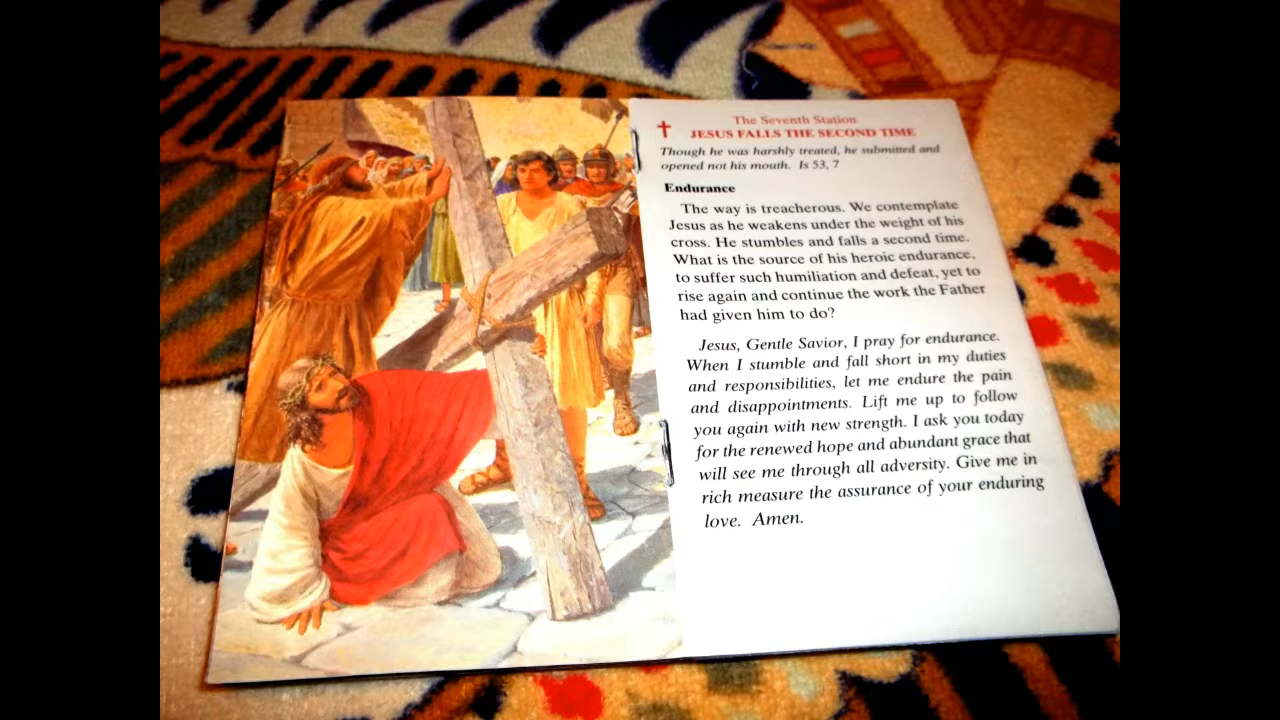 The Seventh Station
JESUS FALLS THE SECOND TIME
Though he was harshly treated, he submitted and
opened not his mouth. Is 53, 7
Endurance
The way is treacherous. We contemplate
Jesus as he weakens under the weight of his
cross. He stumbles and falls a second time.
What is the source of his heroic endurance,
to suffer such humiliation and defeat, yet to
rise again and continue the work the Father
had given him to do?
Jesus, Gentle Savior, I pray for endurance.
When I stumble and fall short in my duties
and responsibilities, let me endure the pain
and disappointments. Lift me up to follow
you again with new strength. I ask you today
for the renewed hope and abundant grace that
will see me through all adversity. Give me in
rich measure the assurance of your enduring
love. Amen.